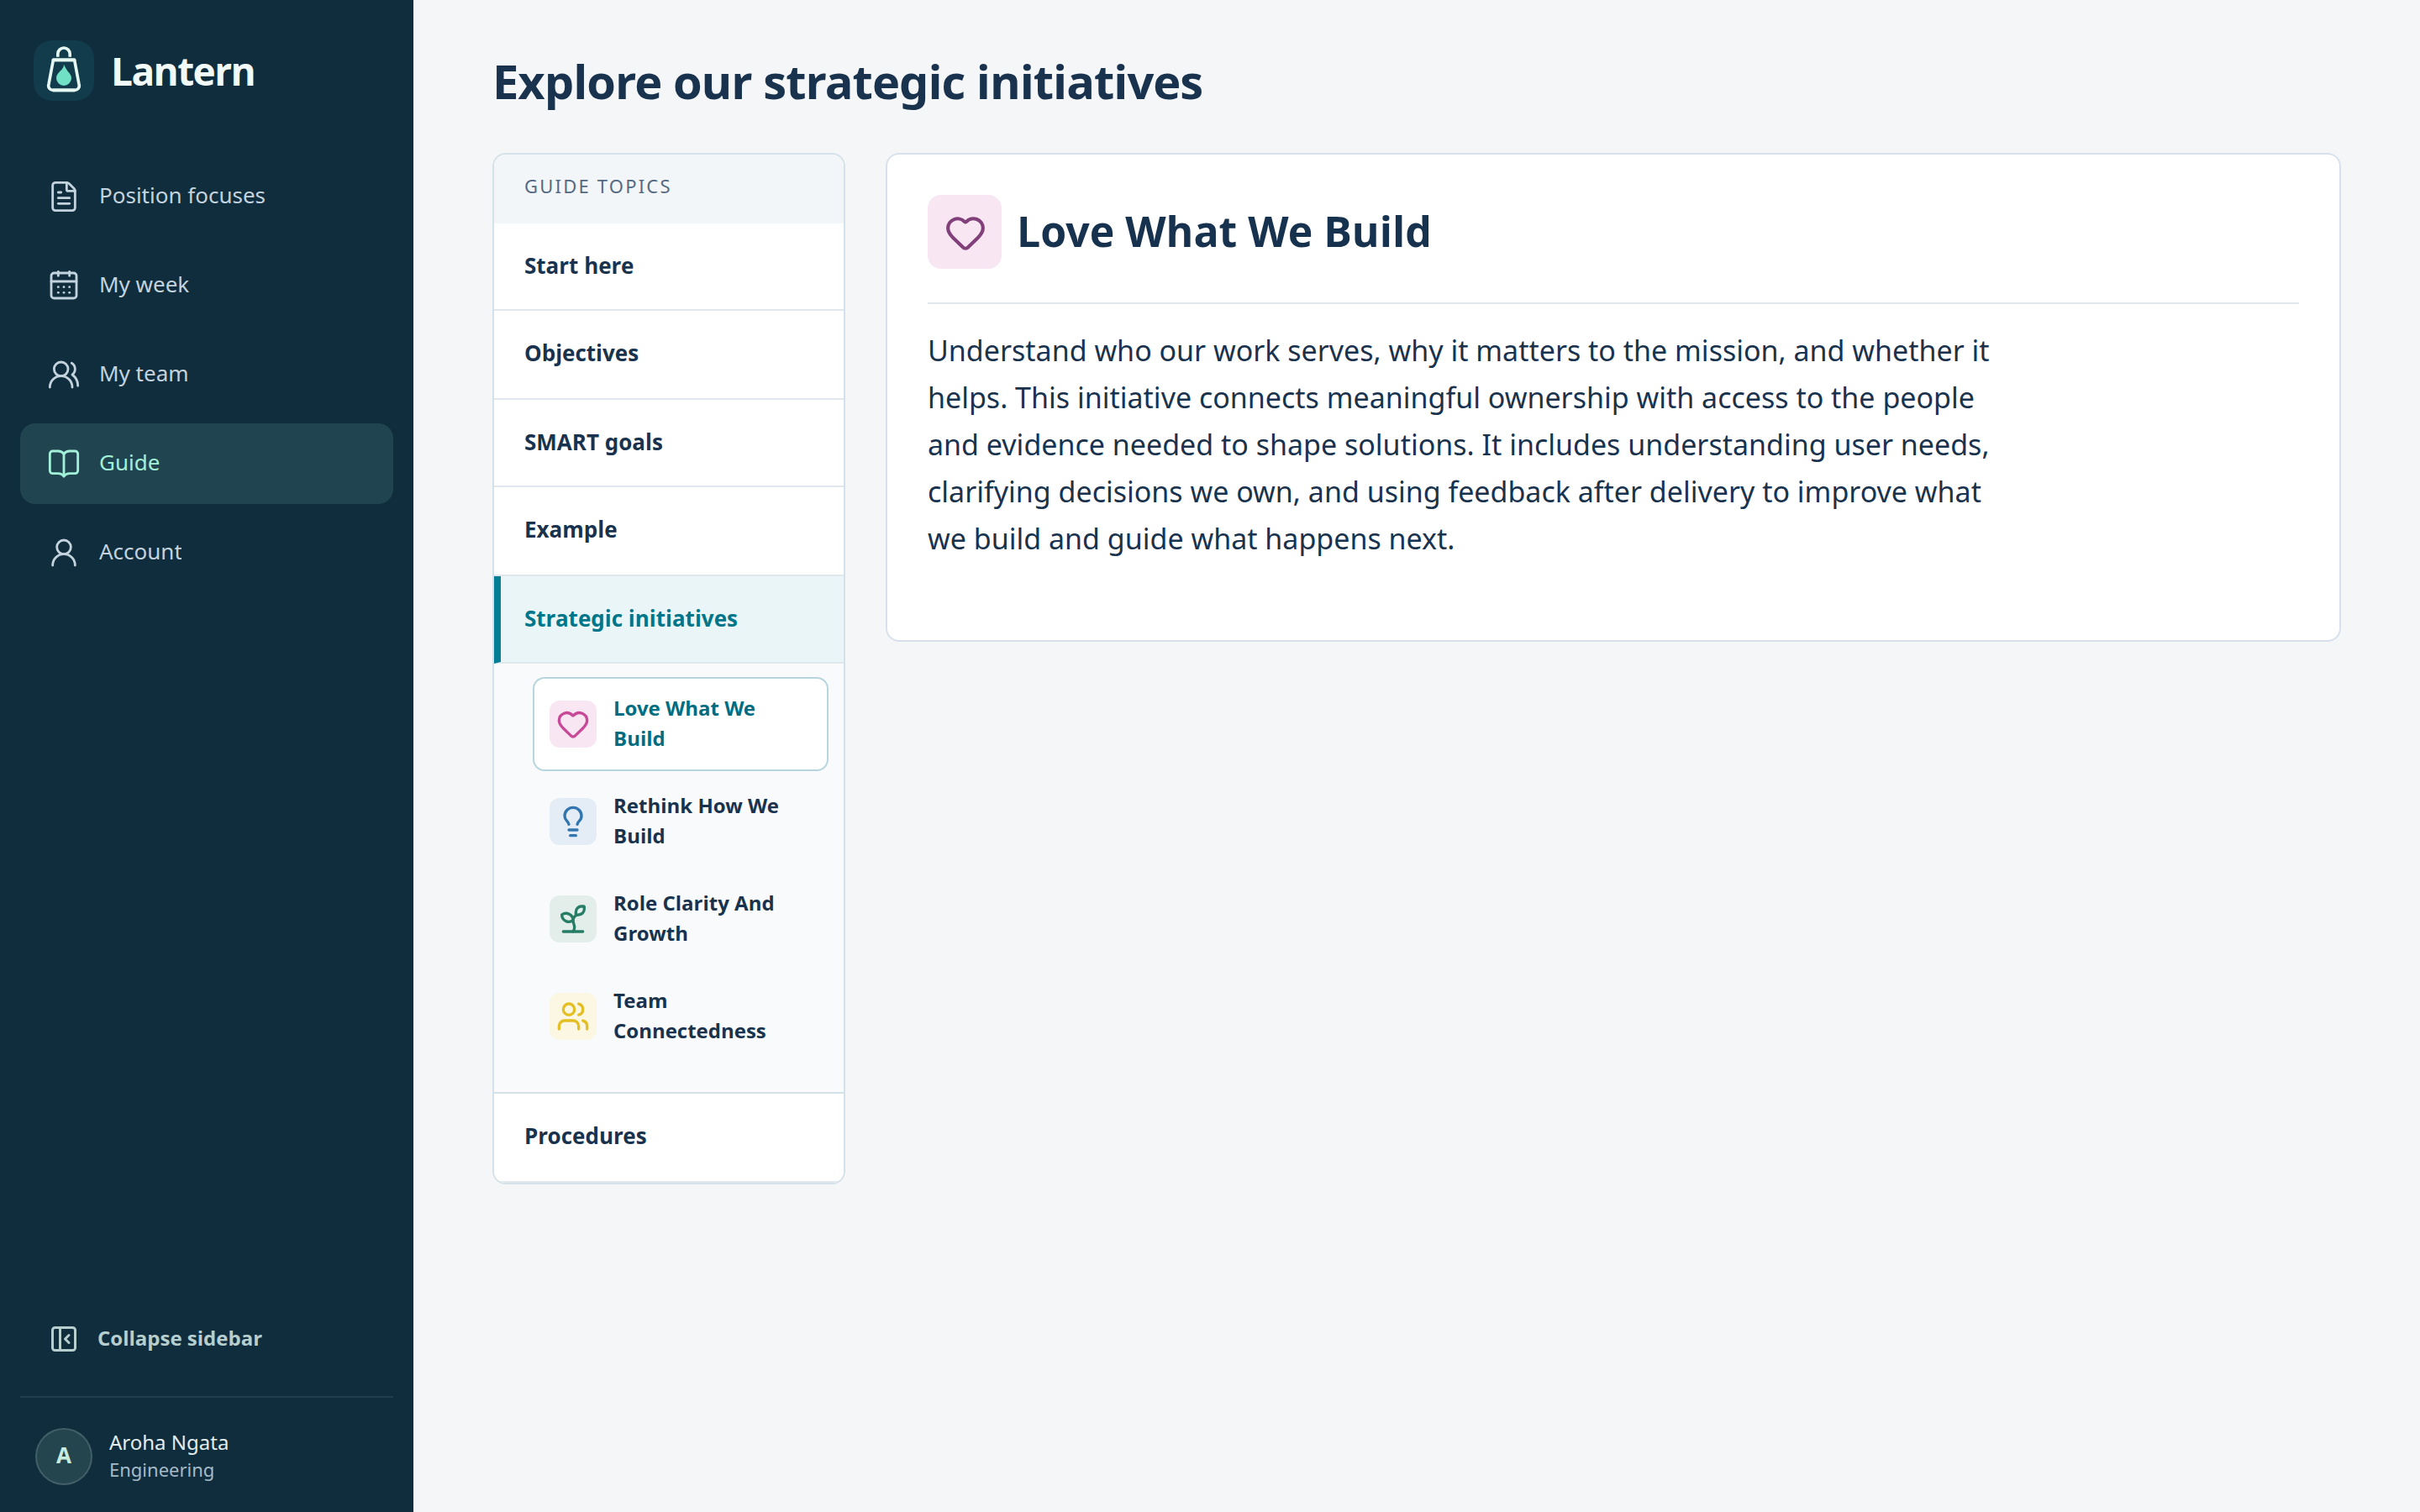 Lantern
Position focuses
My week
My team
Guide
Account
Collapse sidebar
A
Aroha Ngata
Engineering
Explore our strategic initiatives
GUIDE TOPICS
Start here
Objectives
SMART goals
Example
Strategic initiatives
Love What We
Build
Rethink How We
Build
Role Clarity And
Growth
Team
Connectedness
Procedures
Love What We Build
Understand who our work serves, why it matters to the mission, and whether it
helps. This initiative connects meaningful ownership with access to the people
and evidence needed to shape solutions. It includes understanding user needs,
clarifying decisions we own, and using feedback after delivery to improve what
we build and guide what happens next.